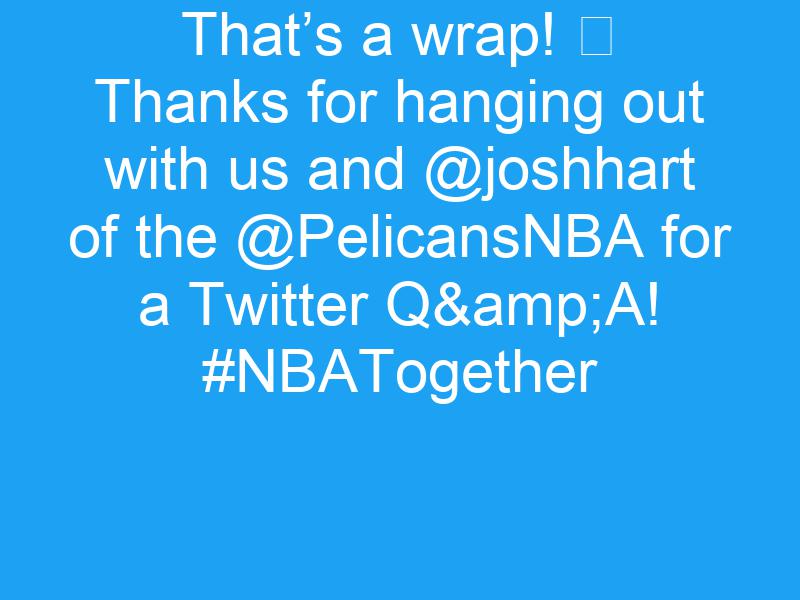 That’s a wrap! 
Thanks for hanging out
with us and @joshhart
of the @PelicansNBA for
a Twitter Q&amp;A!
#NBATogether